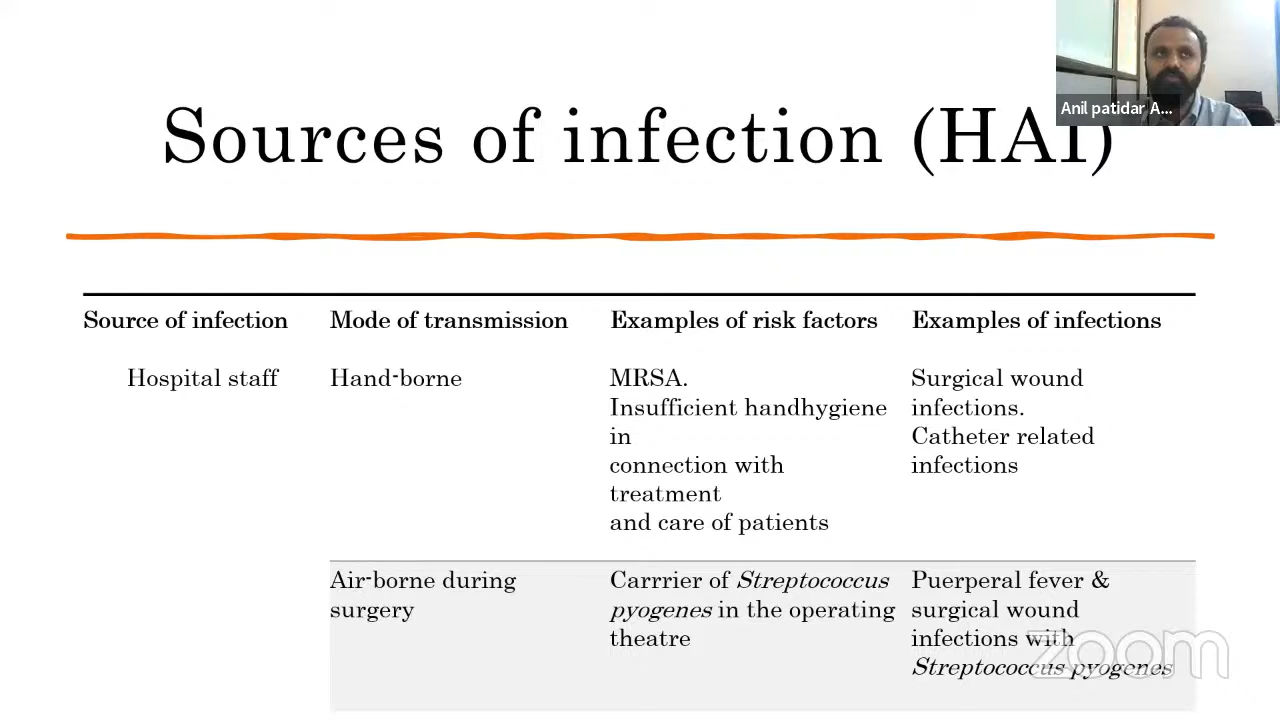 Anil patidar A...
Sources of infection (HAI)
Source of infection
Mode of transmission
Examples of risk factors
Examples of infections
Hospital staff
Hand-borne
MRSA.
Insufficient handhygiene
in
connection with
treatment
and care of patients
Surgical wound
infections.
Catheter related
infections
Air-borne during
surgery
Carrrier of Streptococcus
pyogenes in the operating
theatre
Puerperal fever &
surgical wound
infections with
Streptococcus pyogenes
zoom